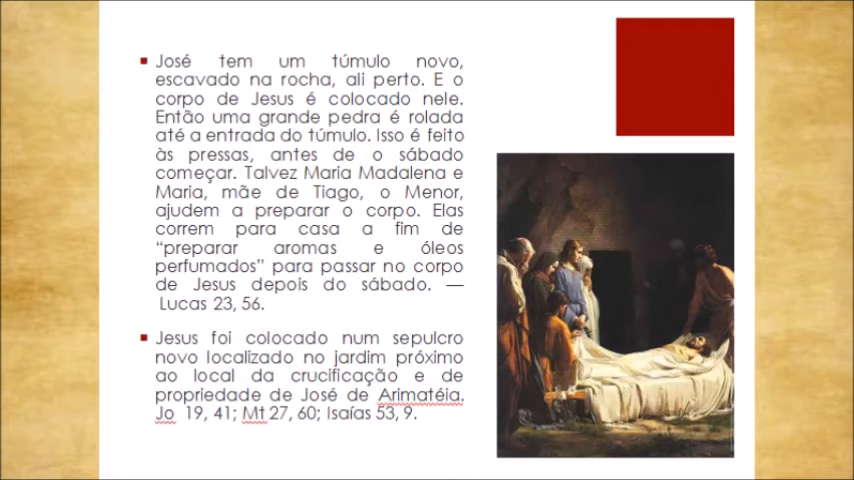 José tem um túmulo novo,
escavado na rocha, ali perto. E o
corpo de Jesus é colocado nele.
Então uma grande pedra é rolada
até a entrada do túmulo. Isso é feito
às pressas, antes de o sábado
começar. Talvez Maria Madalena e
Maria, mãe de Tiago, o Menor,
ajudem a preparar o corpo. Elas
correm para casa a fim de
“preparar aromas e óleos
perfumados” para passar no corpo
de Jesus depois do sábado. —
Lucas 23, 56.
Jesus foi colocado num sepulcro
novo localizado no jardim próximo
ao local da crucificação e de
propriedade de José de Arimatéia.
Jo 19, 41; Mt 27, 60; Isaías 53, 9.